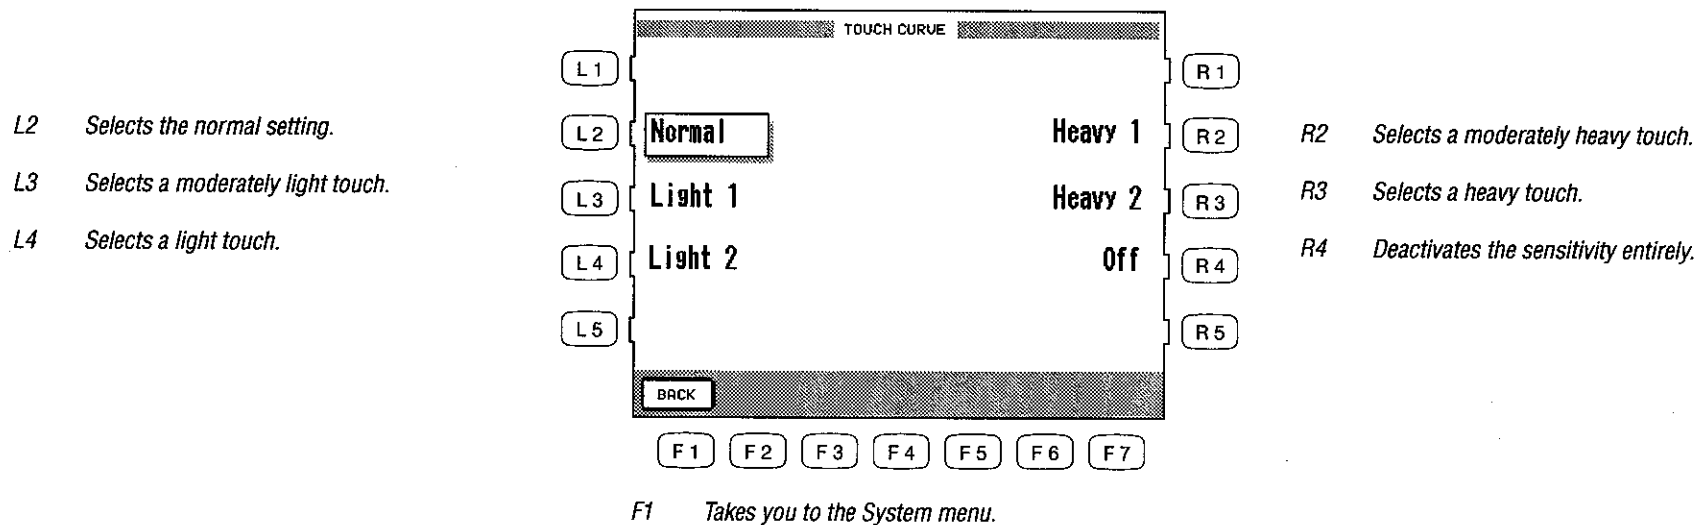 TOUCH CURVE
L1 R1
L2 Selects the normal setting. L2 Normal Heavy 1 R2 R2 Selects a moderately heavy touch.
L3 Selects a moderately light touch. L3 Light 1 Heavy 2 R3 R3 Selects a heavy touch.
L4 Selects a light touch. L4 Light 2 Off R4 R4 Deactivates the sensitivity entirely.
L5 R5
BACK
F1 F2 F3 F4 F5 F6 F7
F1 Takes you to the System menu.